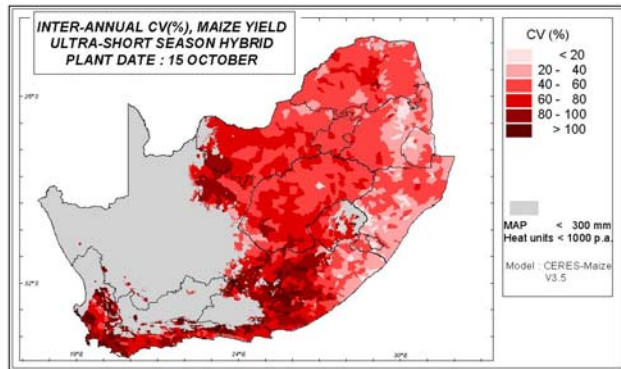 INTER-ANNUAL CV(%), MAIZE YIELD
ULTRA-SHORT SEASON HYBRID
PLANT DATE : 15 OCTOBER
CV (%)
< 20
20 - 40
40 - 60
60 - 80
80 - 100
> 100
MAP < 300 mm
Heat units < 1000 p.a.
Model : CERES-Maize
V3.5